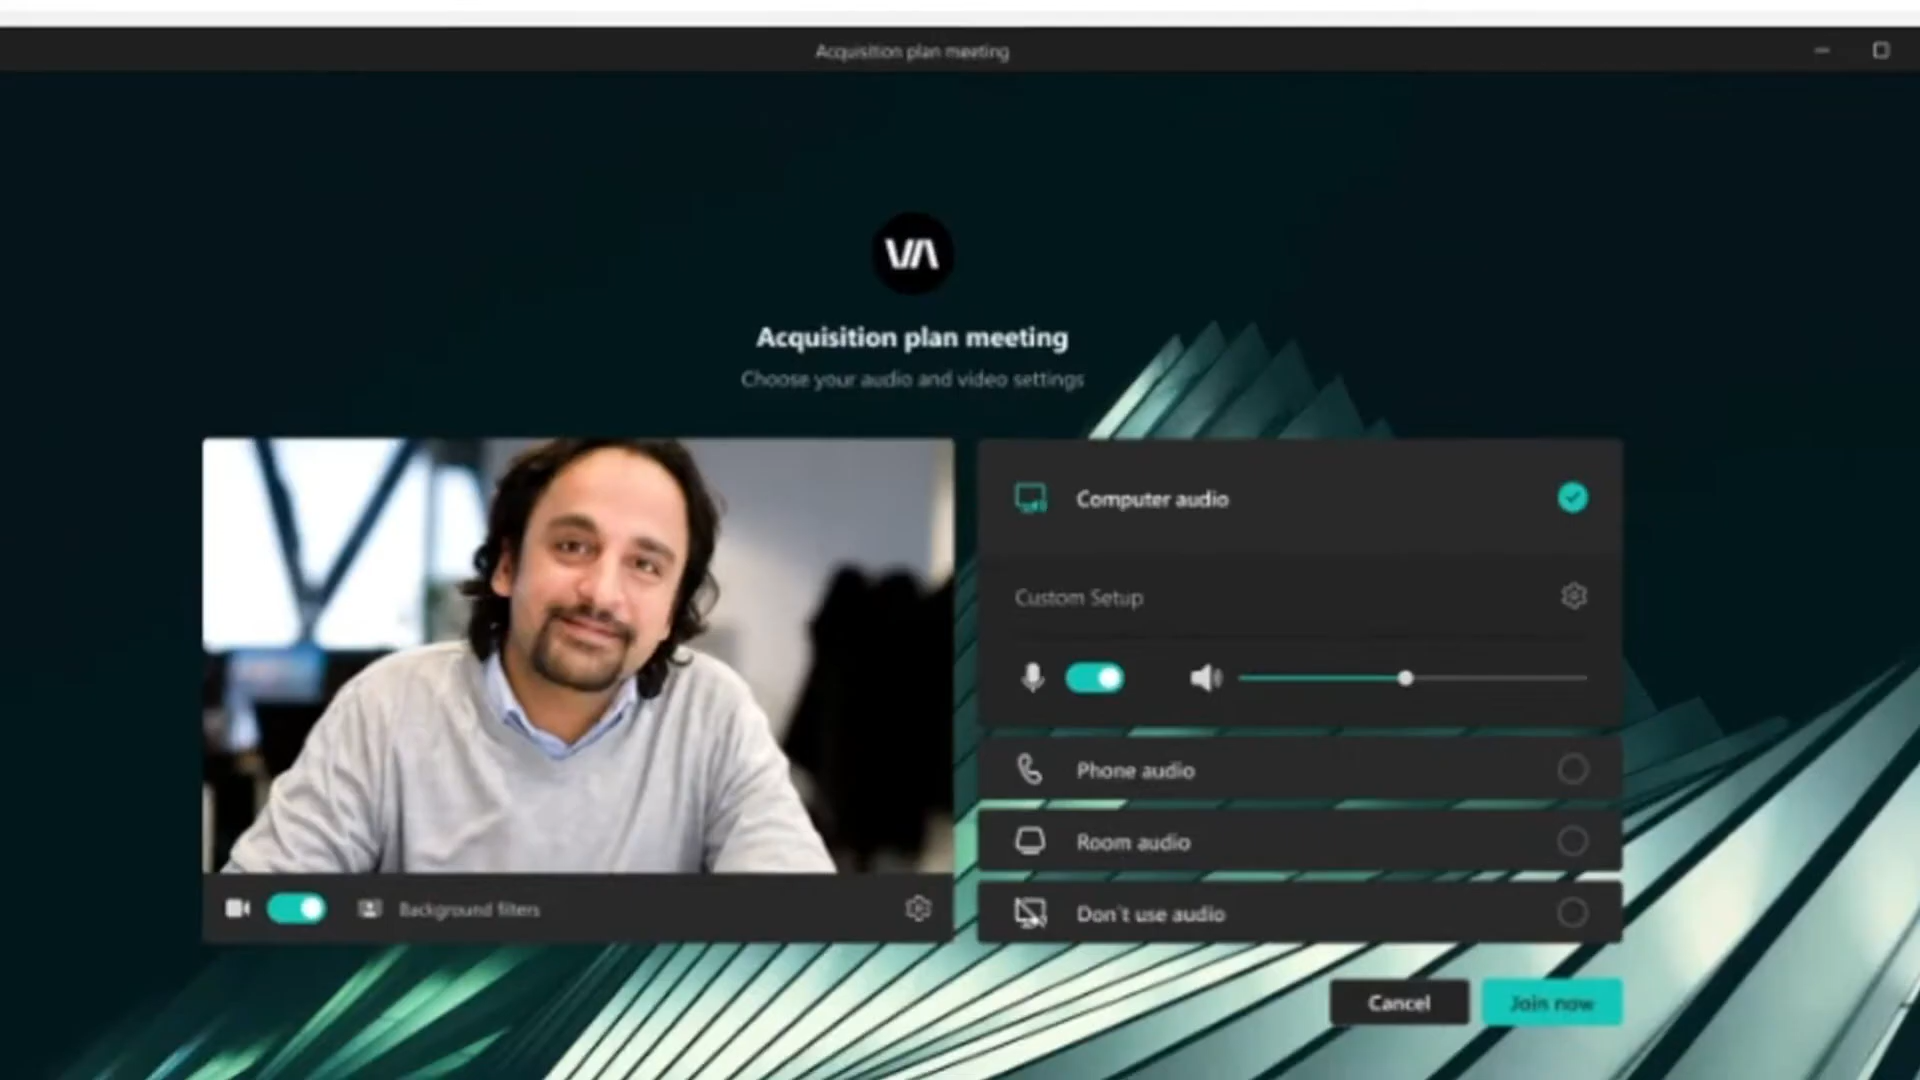 Acquisition plan meeting
VA
Acquisition plan meeting
Choose your audio and video settings
Computer audio
Custom Setup
Phone audio
Room audio
Don't use audio
Background filters
Cancel
Join now